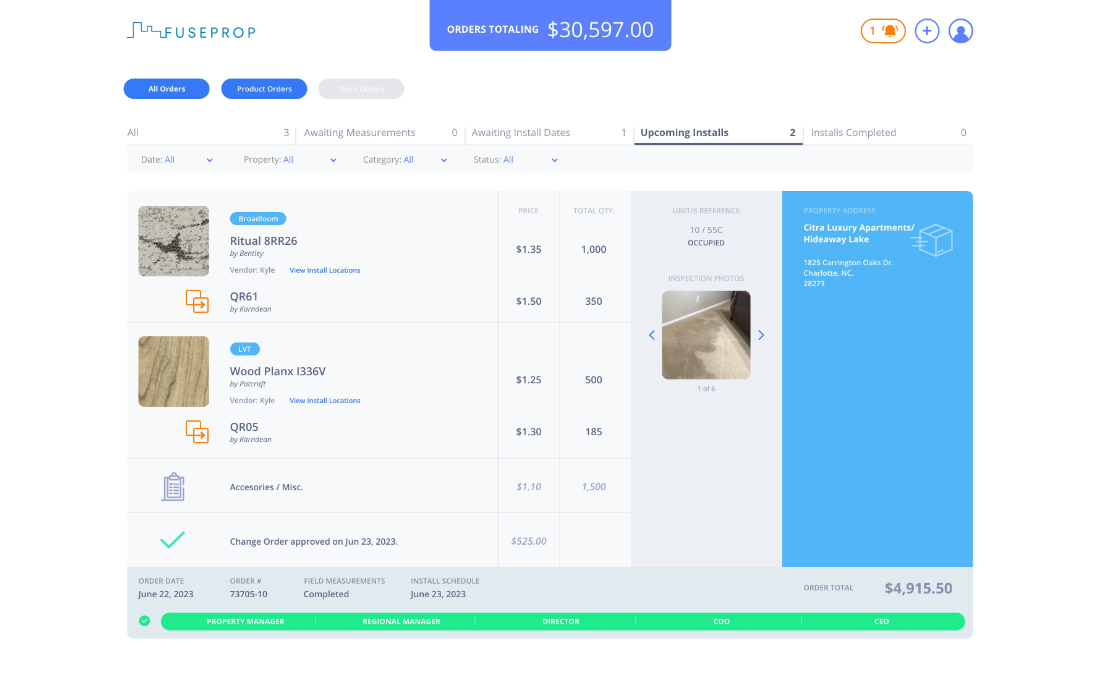 FUSEPROP
ORDERS TOTALING $30,597.00
1
All Orders
Product Orders
Work Orders
All 3
Awaiting Measurements 0
Awaiting Install Dates 1
Upcoming Installs 2
Installs Completed 0
Date: All
Property: All
Category: All
Status: All
PRICE
TOTAL QTY.
Broadloom
Ritual 8RR26
by Bentley
Vendor: Kyle View Install Locations
$1.35
1,000
QR61
by Karndean
$1.50
350
LVT
Wood Planx I336V
by Patcraft
Vendor: Kyle View Install Locations
$1.25
500
QR05
by Karndean
$1.30
185
Accesories / Misc.
$1.10
1,500
Change Order approved on Jun 23, 2023.
$525.00
UNIT/S REFERENCE
10 / 55C
OCCUPIED
INSPECTION PHOTOS
1 of 6
PROPERTY ADDRESS
Citra Luxury Apartments/
Hideaway Lake
1825 Carrington Oaks Dr.
Charlotte, NC.
28273
ORDER DATE
June 22, 2023
ORDER #
73705-10
FIELD MEASUREMENTS
Completed
INSTALL SCHEDULE
June 23, 2023
ORDER TOTAL $4,915.50
PROPERTY MANAGER
REGIONAL MANAGER
DIRECTOR
COO
CEO